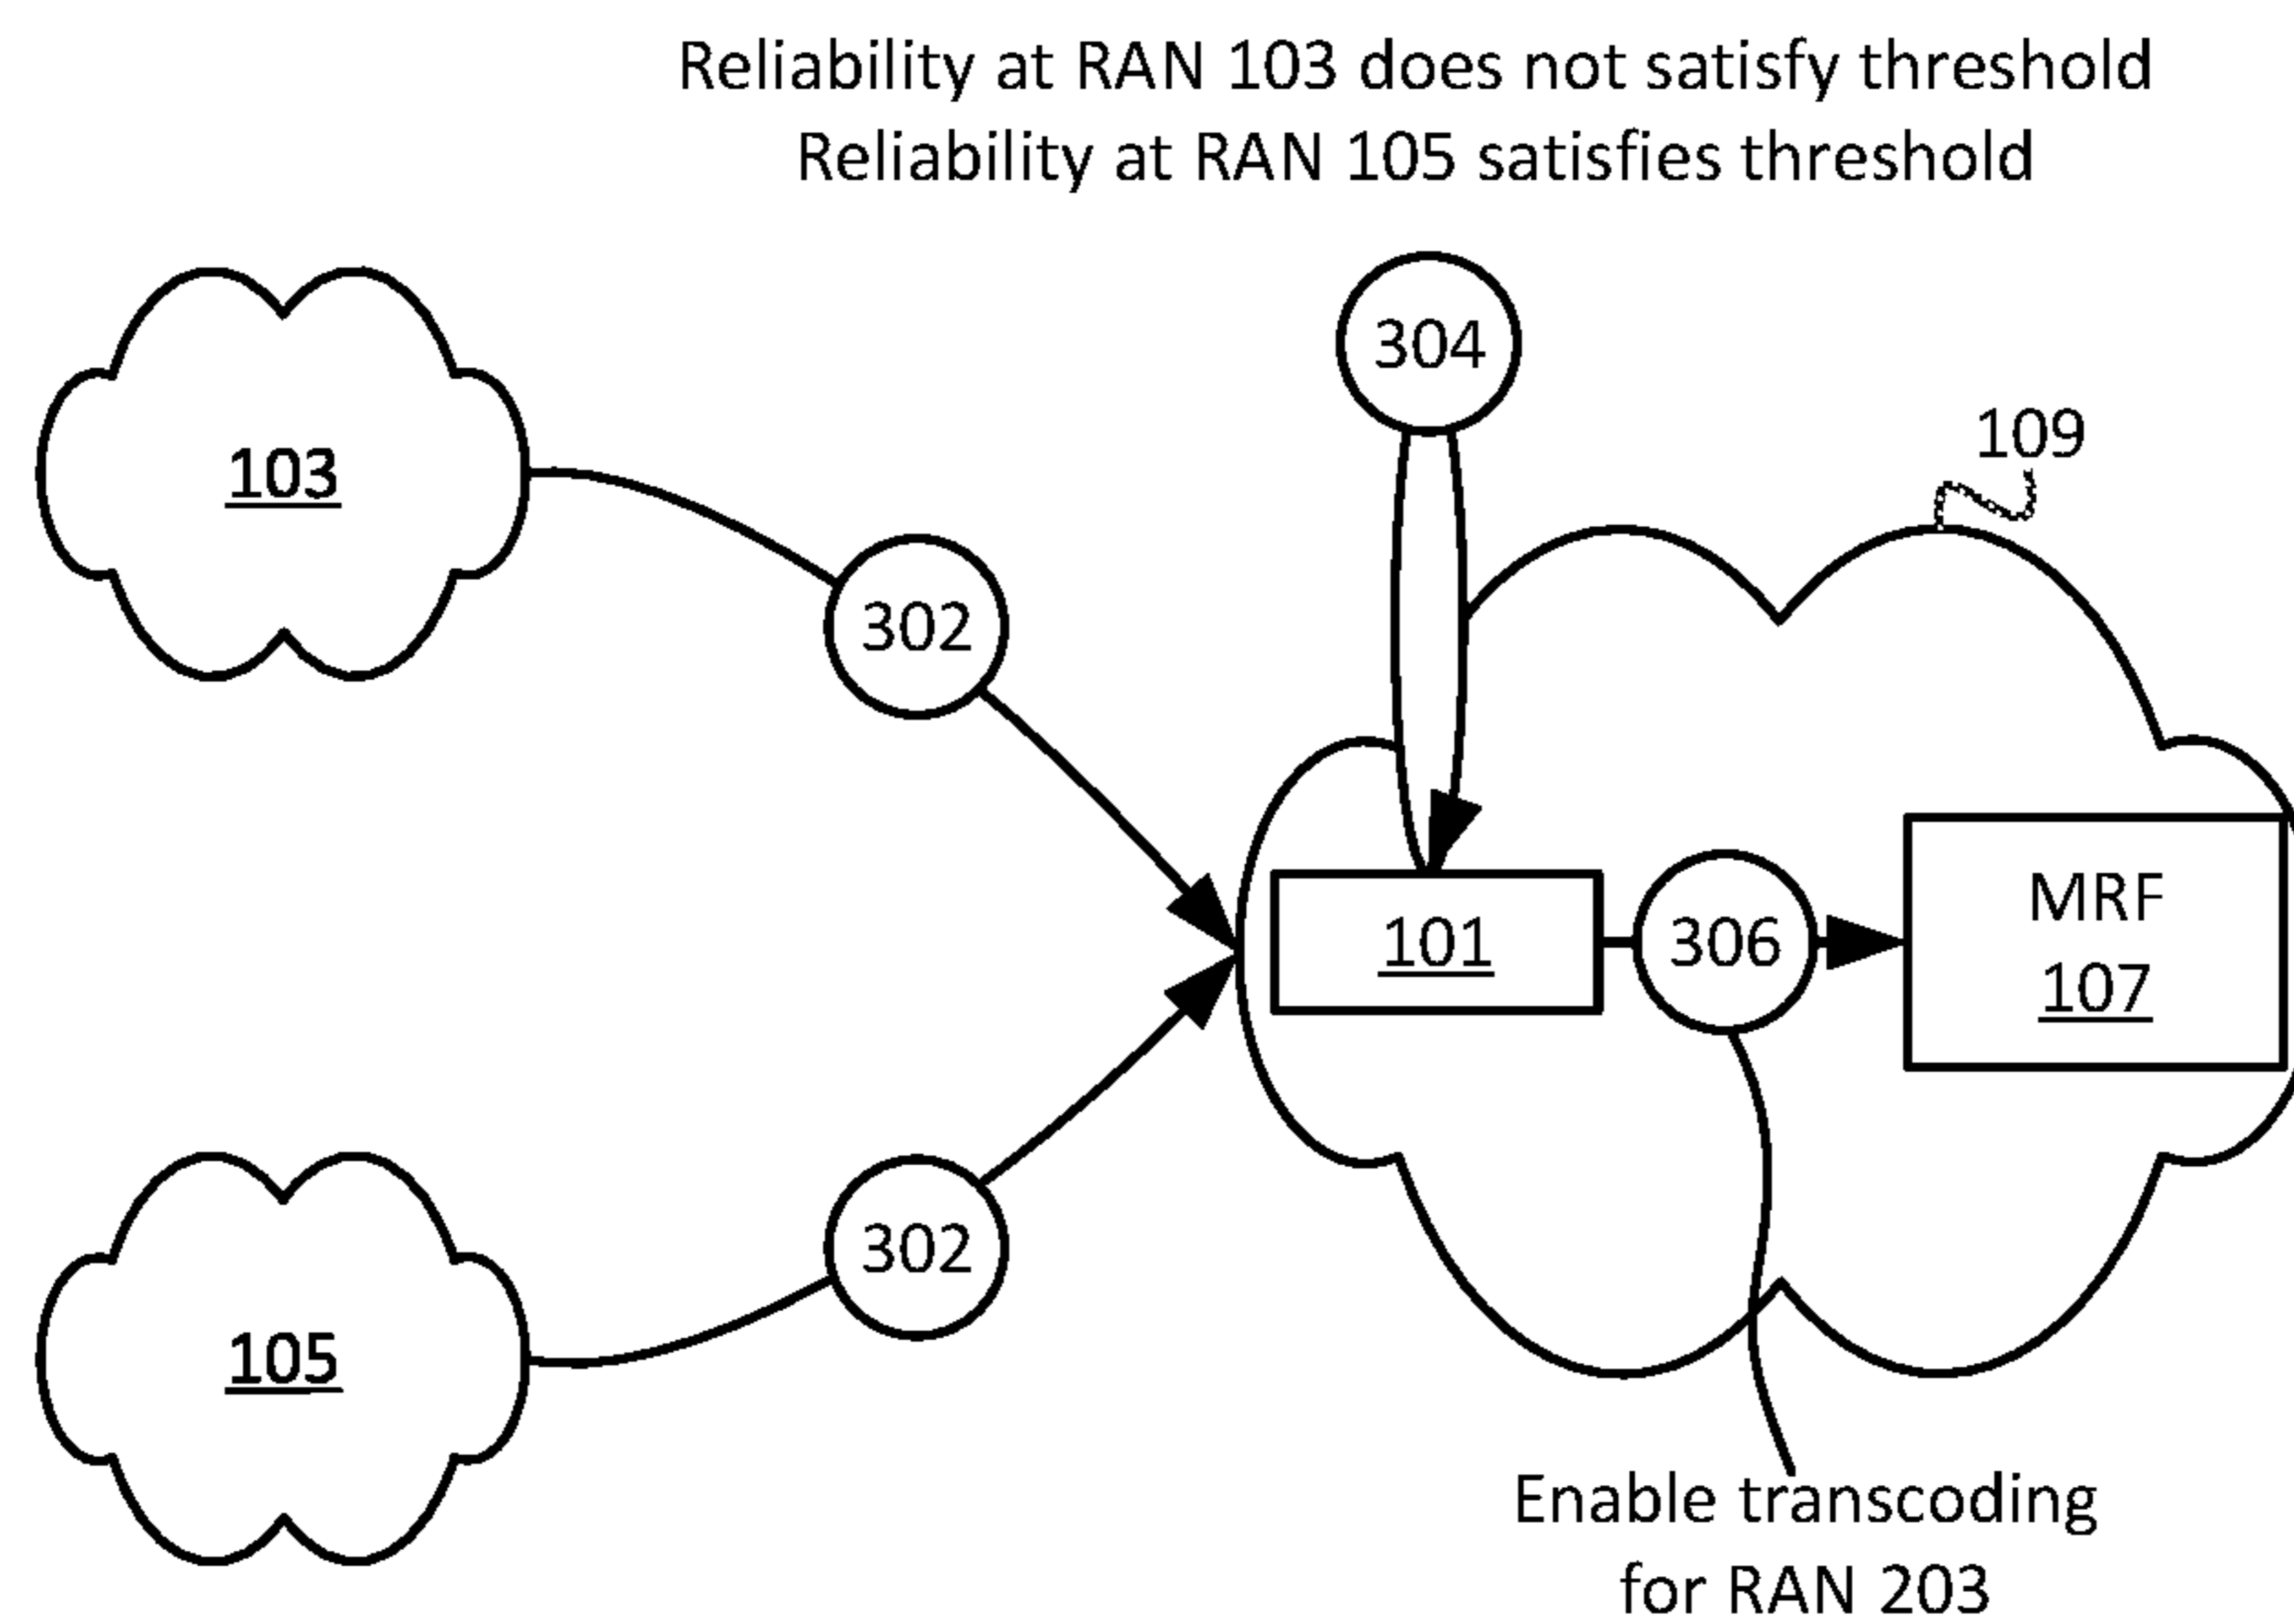 Reliability at RAN 103 does not satisfy threshold
Reliability at RAN 105 satisfies threshold
304
109
103
302
101
306
MRF
107
302
105
Enable transcoding
for RAN 203